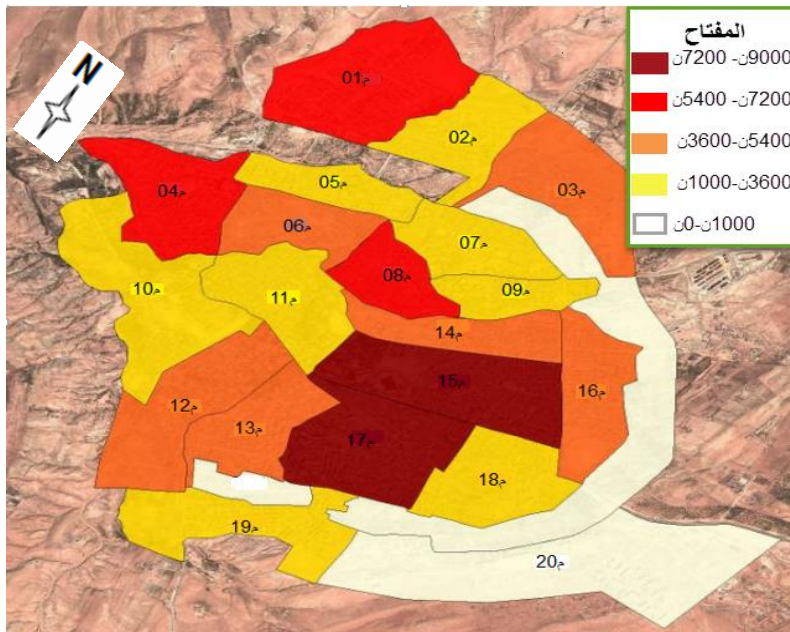 N
المفتاح
7200ن- 9000ن
5400ن- 7200ن
3600ن-5400ن
1000ن-3600ن
0ن-1000ن
م01
م02
م03
م04
م05
م06
م07
م08
م09
م10
م11
م12
م13
م14
م15
م16
م17
م18
م19
م20